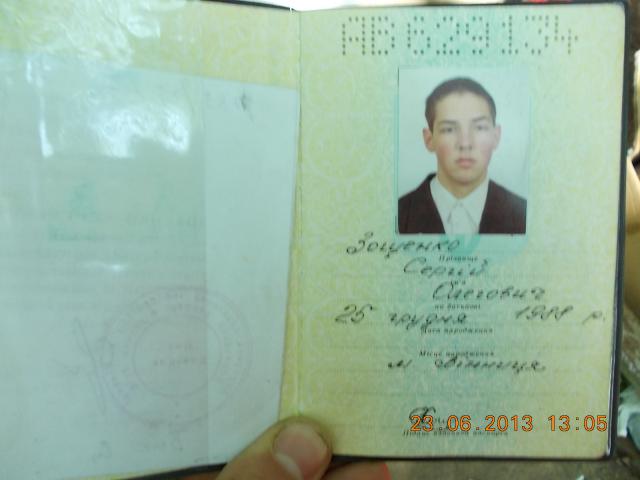 АВ 629134
Зощенко
Прізвище
Сергій
Ім'я
Олегович
по батькові
25 грудня 1988 р.
Дата народження
Місце народження
м Вінниця
23.06.2013 13:05
Підпис власника паспорта